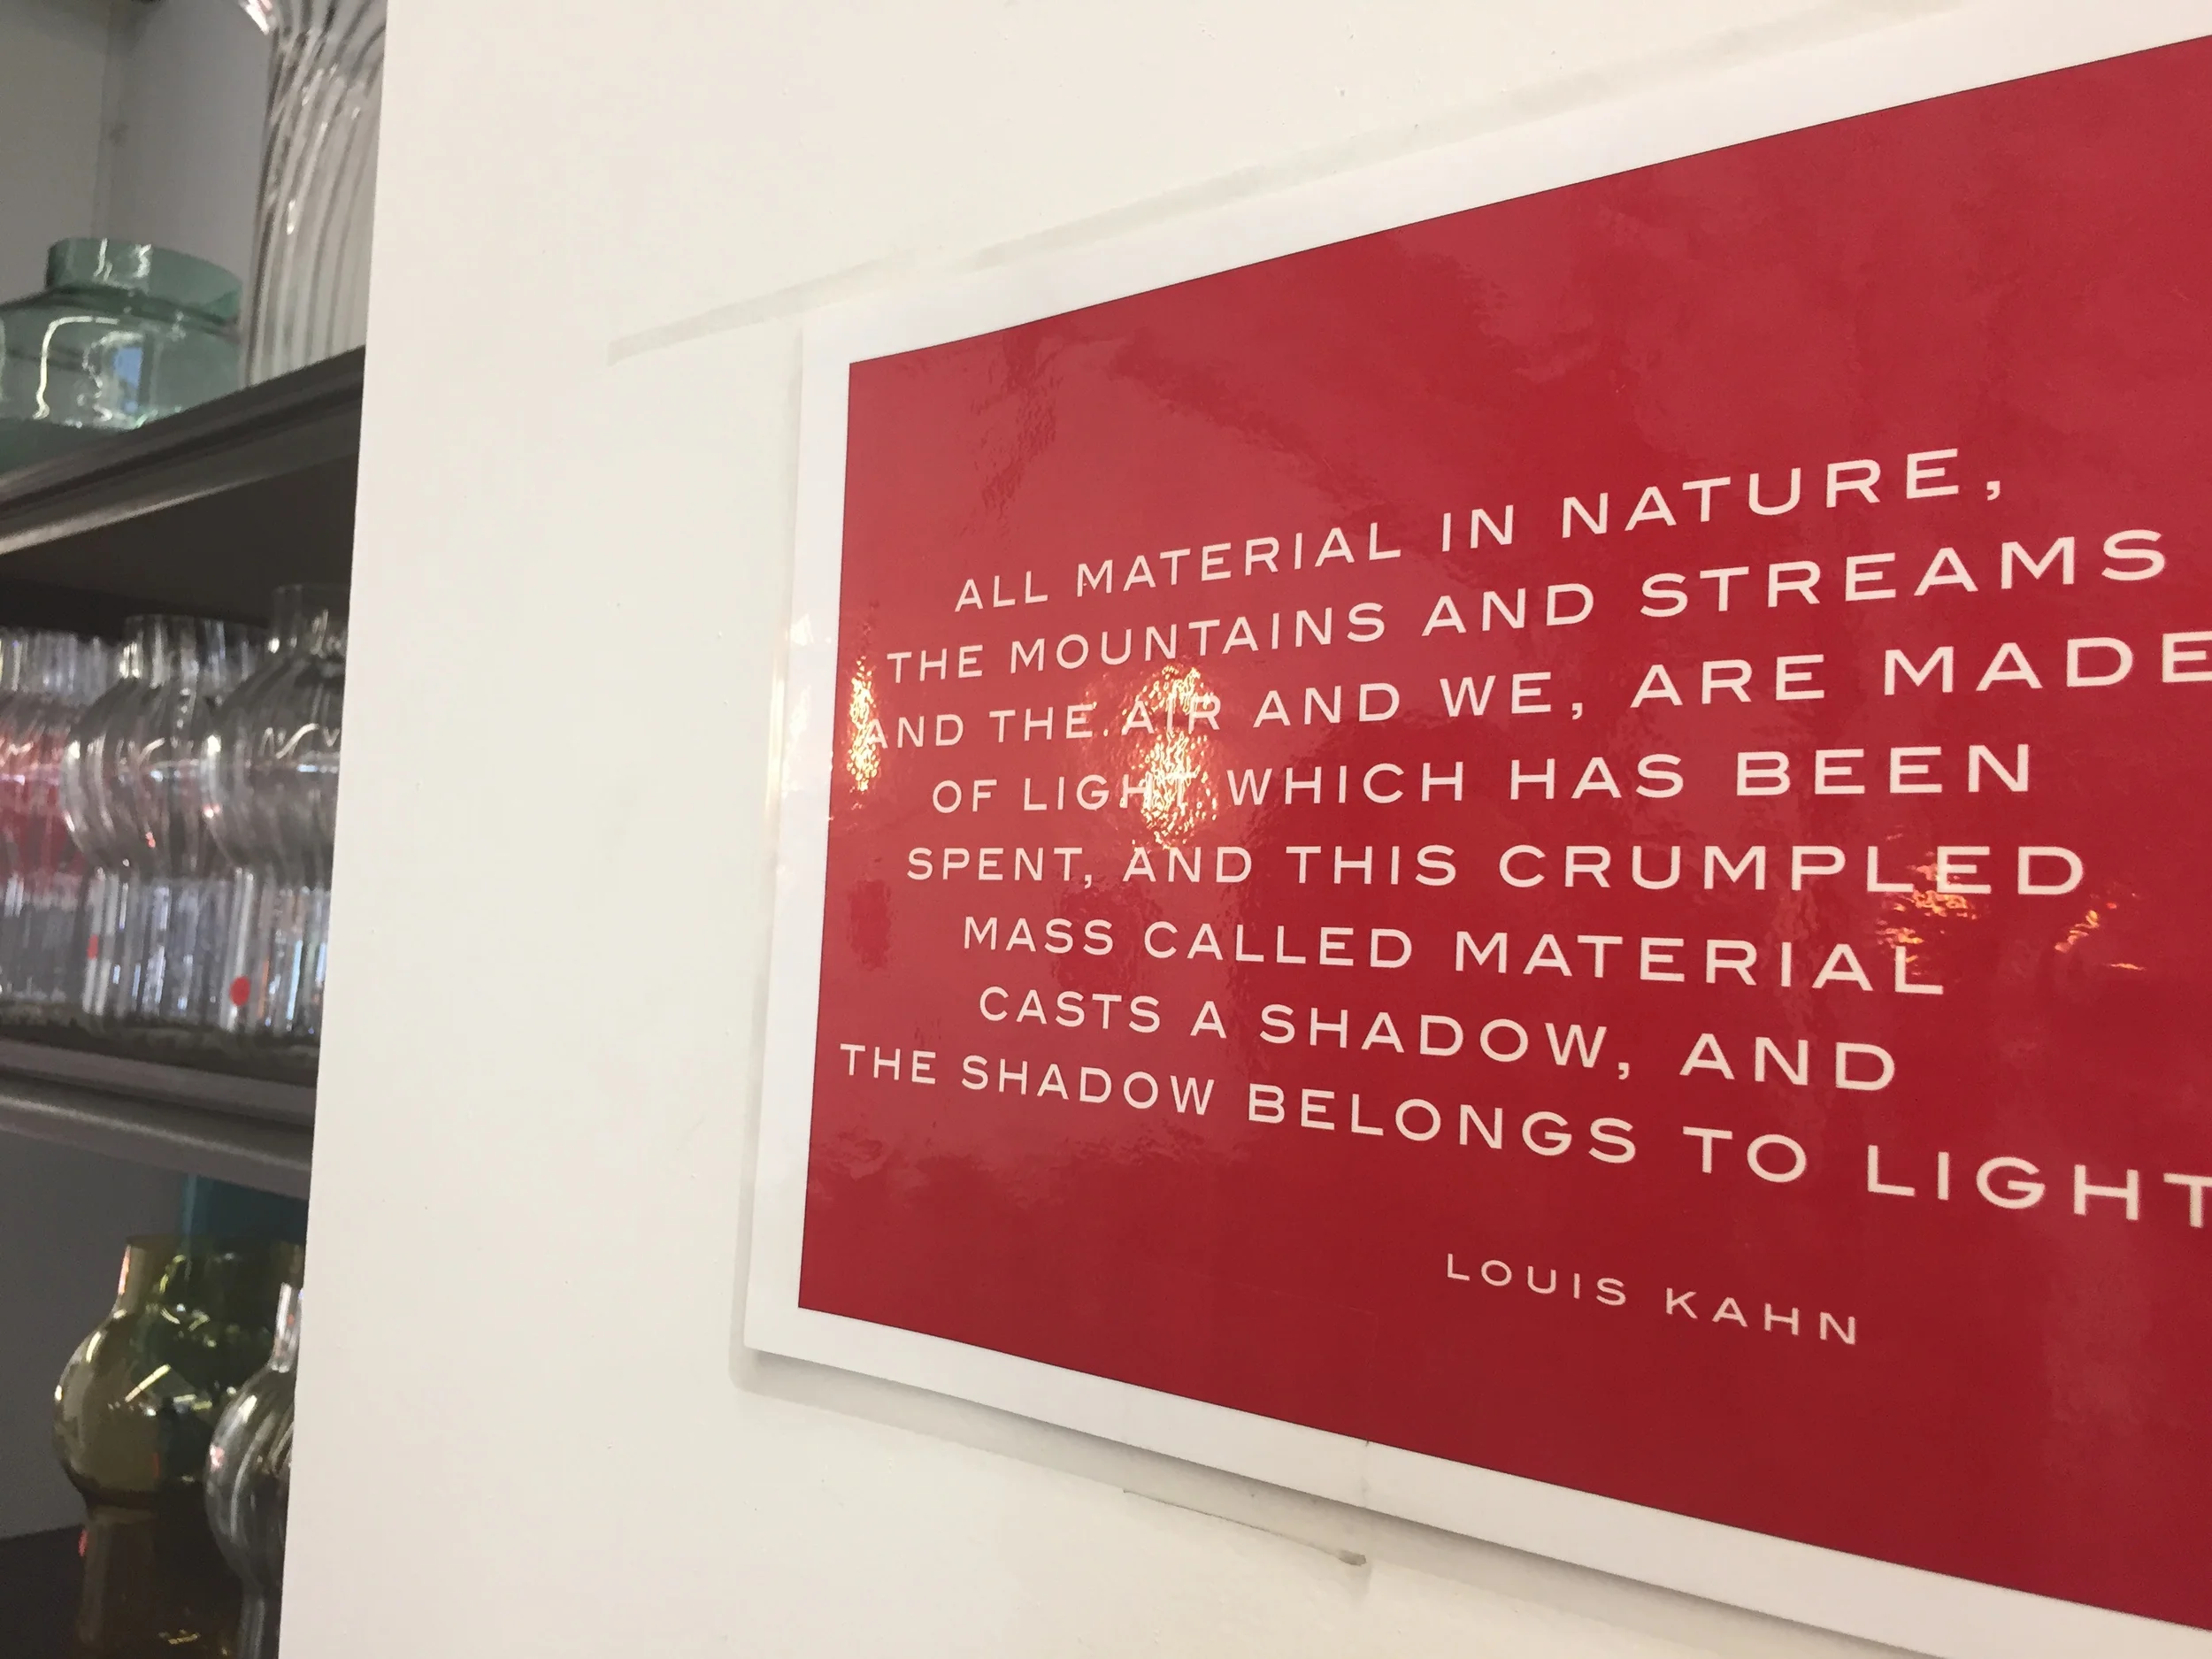 ALL MATERIAL IN NATURE,
THE MOUNTAINS AND STREAMS
AND THE AIR AND WE, ARE MADE
OF LIGHT WHICH HAS BEEN
SPENT, AND THIS CRUMPLED
MASS CALLED MATERIAL
CASTS A SHADOW, AND
THE SHADOW BELONGS TO LIGHT
LOUIS KAHN